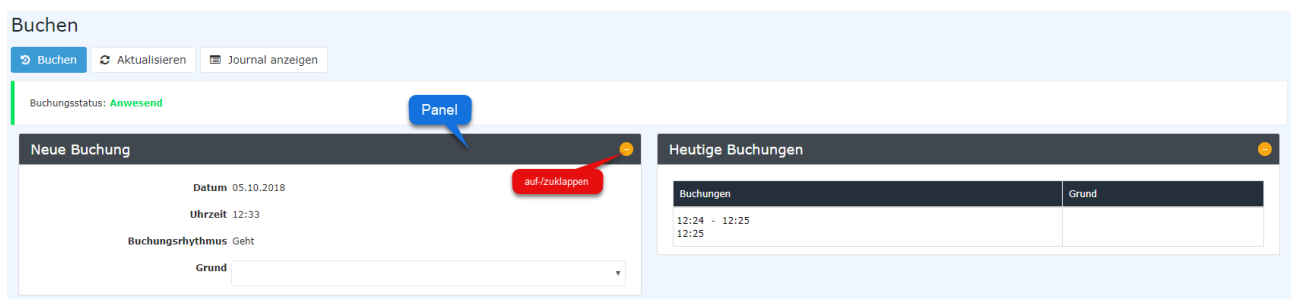 Buchen
Buchen Aktualisieren Journal anzeigen
Buchungsstatus: Anwesend
Panel
Neue Buchung
auf-/zuklappen
Datum 05.10.2018
Uhrzeit 12:33
Buchungsrhythmus Geht
Grund
Heutige Buchungen
Buchungen Grund
12:24 - 12:25
12:25